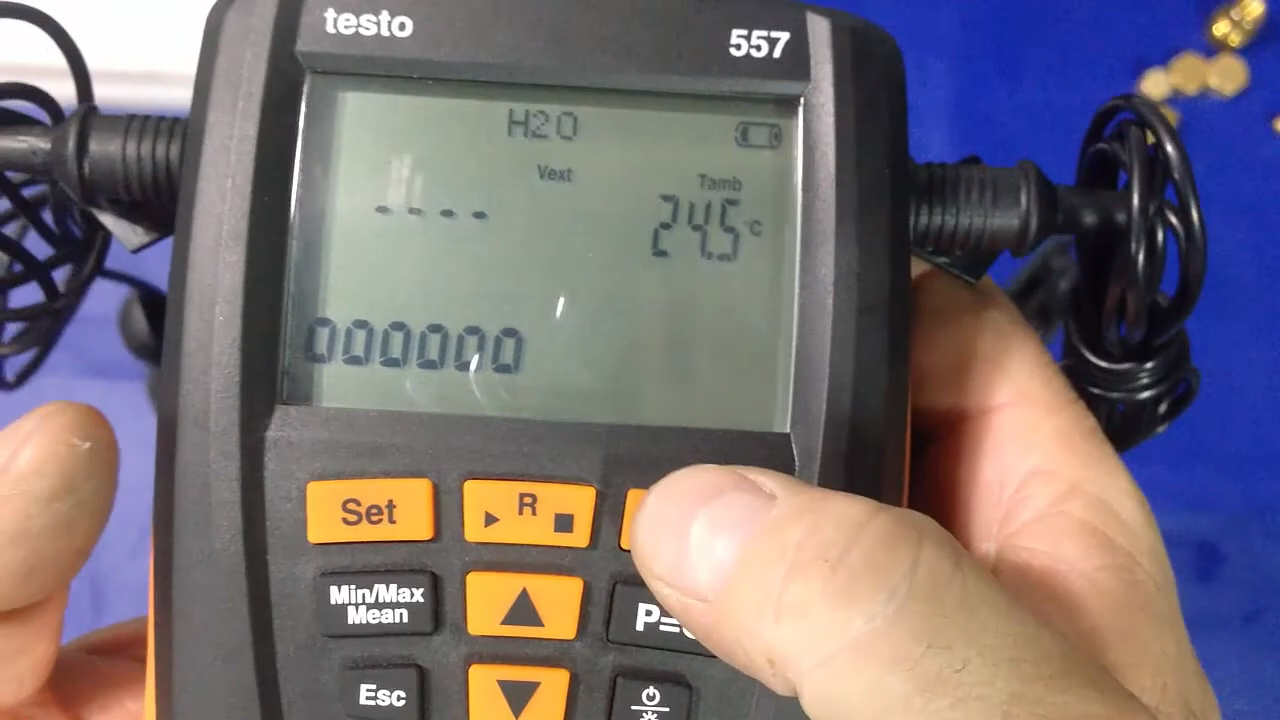 testo
557
H2O
Vext
Tamb
----
24.5 °C
000000
Set
R
Min/Max
Mean
P=
Esc